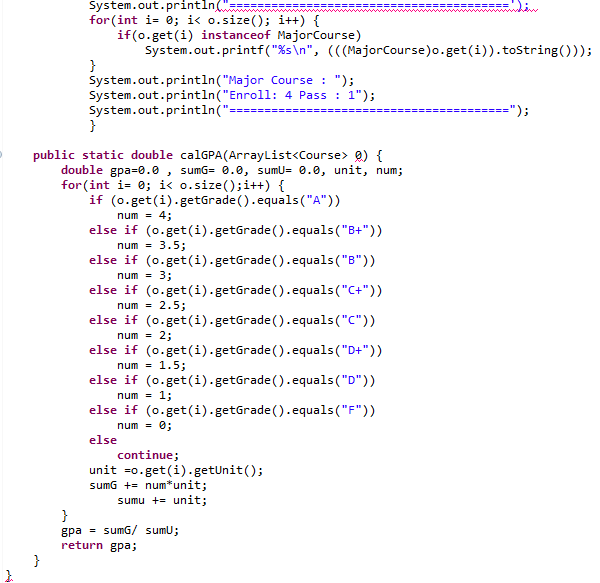 System.out.println("========================================');
for(int i= 0; i< o.size(); i++) {
if(o.get(i) instanceof MajorCourse)
System.out.printf("%s\n", (((MajorCourse)o.get(i)).toString()));
}
System.out.println("Major Course : ");
System.out.println("Enroll: 4 Pass : 1");
System.out.println("========================================");
}
public static double calGPA(ArrayList<Course> 0) {
double gpa=0.0 , sumG= 0.0, sumU= 0.0, unit, num;
for(int i= 0; i< o.size();i++) {
if (o.get(i).getGrade().equals("A"))
num = 4;
else if (o.get(i).getGrade().equals("B+"))
num = 3.5;
else if (o.get(i).getGrade().equals("B"))
num = 3;
else if (o.get(i).getGrade().equals("C+"))
num = 2.5;
else if (o.get(i).getGrade().equals("C"))
num = 2;
else if (o.get(i).getGrade().equals("D+"))
num = 1.5;
else if (o.get(i).getGrade().equals("D"))
num = 1;
else if (o.get(i).getGrade().equals("F"))
num = 0;
else
continue;
unit =o.get(i).getUnit();
sumG += num*unit;
sumu += unit;
}
gpa = sumG/ sumU;
return gpa;
}
}